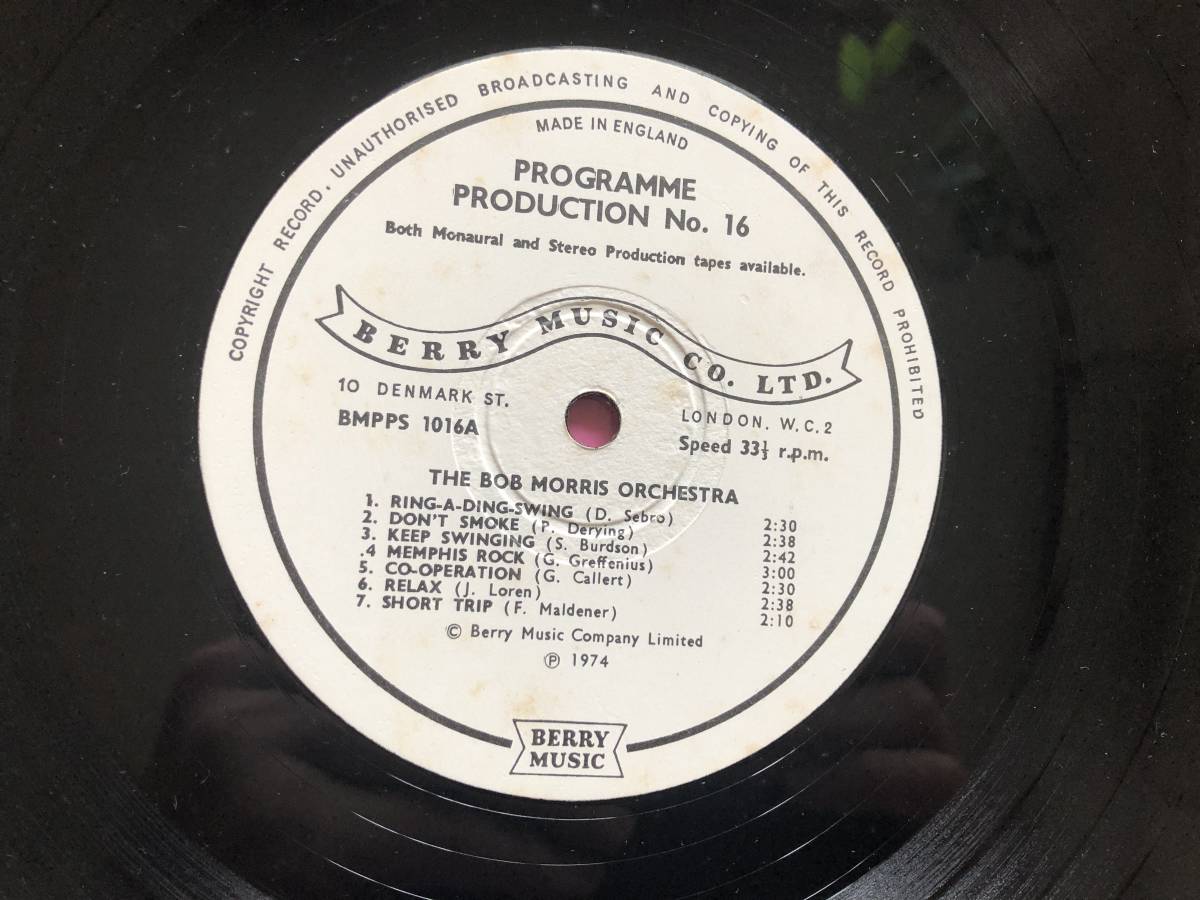 COPYRIGHT RECORD. UNAUTHORISED BROADCASTING AND COPYING OF THIS RECORD PROHIBITED
MADE IN ENGLAND
PROGRAMME
PRODUCTION No. 16
Both Monaural and Stereo Production tapes available.
BERRY MUSIC CO. LTD.
10 DENMARK ST.
LONDON. W.C.2
BMPPS 1016A
Speed 33⅓ r.p.m.
THE BOB MORRIS ORCHESTRA
1. RING-A-DING-SWING (D. Sebro) 2:30
2. DON'T SMOKE (P. Derying) 2:38
3. KEEP SWINGING (S. Burdson) 2:42
.4 MEMPHIS ROCK (G. Greffenius) 3:00
5. CO-OPERATION (G. Callert) 2:30
6. RELAX (J. Loren) 2:38
7. SHORT TRIP (F. Maldener) 2:10
© Berry Music Company Limited
℗ 1974
BERRY
MUSIC